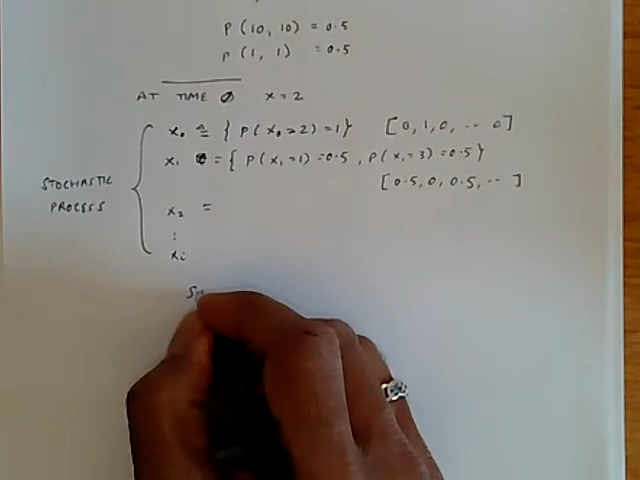 P(10, 10) = 0.5
P(1, 1) = 0.5
AT TIME 0 x = 2
x₀ ≙ { P(x₀=2)=1} [0, 1, 0, ... 0]
x₁ = { P(x₁=1)=0.5, P(x₁=3)=0.5}
STOCHASTIC PROCESS
[0.5, 0, 0.5, ... ]
x₂ =
:
xᵢ